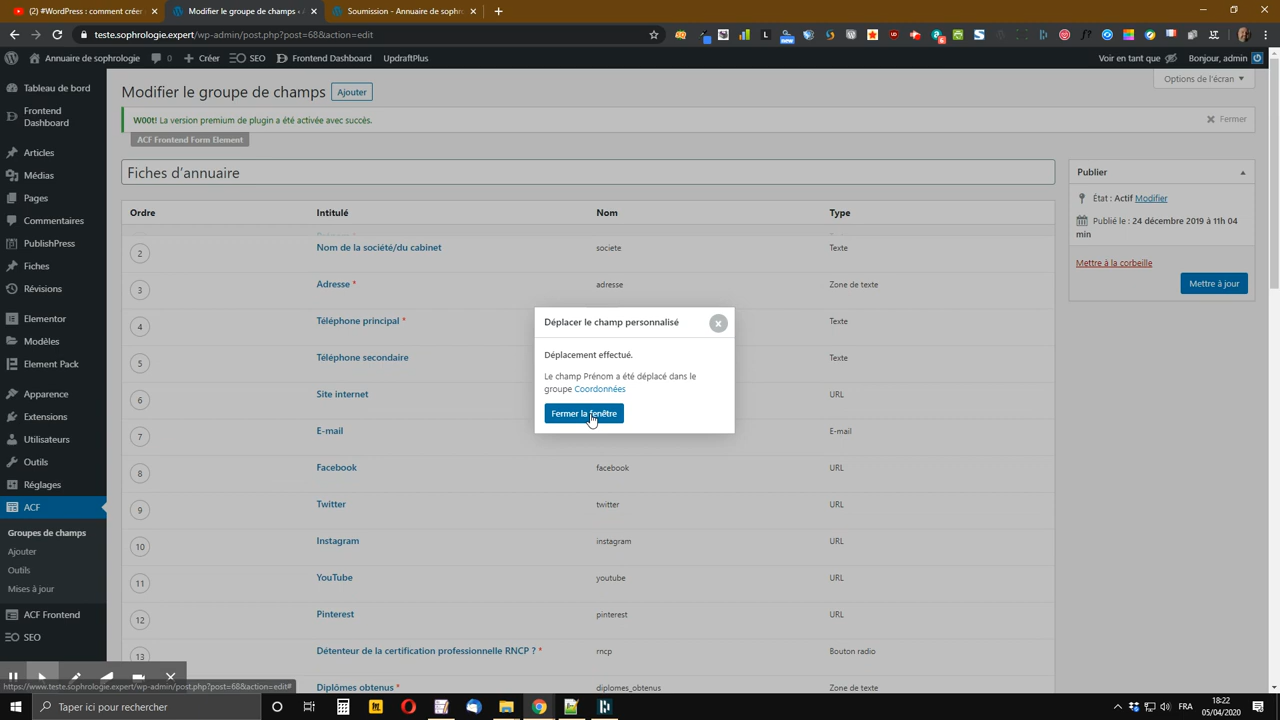 (2) #WordPress : comment créer
Modifier le groupe de champs ‹
Soumission - Annuaire de sophro
teste.sophrologie.expert/wp-admin/post.php?post=68&action=edit#
Annuaire de sophrologie
0
Créer
SEO
Frontend Dashboard
UpdraftPlus
Voir en tant que
Bonjour, admin
Tableau de bord
Frontend
Dashboard
Articles
Médias
Pages
Commentaires
PublishPress
Fiches
Révisions
Elementor
Modèles
Element Pack
Apparence
Extensions
Utilisateurs
Outils
Réglages
ACF
Groupes de champs
Ajouter
Outils
Mises à jour
ACF Frontend
SEO
Modifier le groupe de champs
Ajouter
Options de l'écran
W00t! La version premium de plugin a été activée avec succès.
Fermer
ACF Frontend Form Element
Fiches d’annuaire
Ordre
Intitulé
Nom
Type
2
Nom de la société/du cabinet
societe
Texte
3
Adresse *
adresse
Zone de texte
4
Téléphone principal *
Texte
5
Téléphone secondaire
Texte
6
Site internet
URL
7
E-mail
E-mail
8
Facebook
facebook
URL
9
Twitter
twitter
URL
10
Instagram
instagram
URL
11
YouTube
youtube
URL
12
Pinterest
pinterest
URL
13
Détenteur de la certification professionnelle RNCP ? *
rncp
Bouton radio
Diplômes obtenus *
diplomes_obtenus
Zone de texte
Déplacer le champ personnalisé
Déplacement effectué.
Le champ Prénom a été déplacé dans le
groupe Coordonnées
Fermer la fenêtre
Publier
État : Actif Modifier
Publié le : 24 décembre 2019 à 11h 04
min
Mettre à la corbeille
Mettre à jour
https://www.teste.sophrologie.expert/wp-admin/post.php?post=68&action=edit#
Taper ici pour rechercher
FRA
18:22
05/04/2020